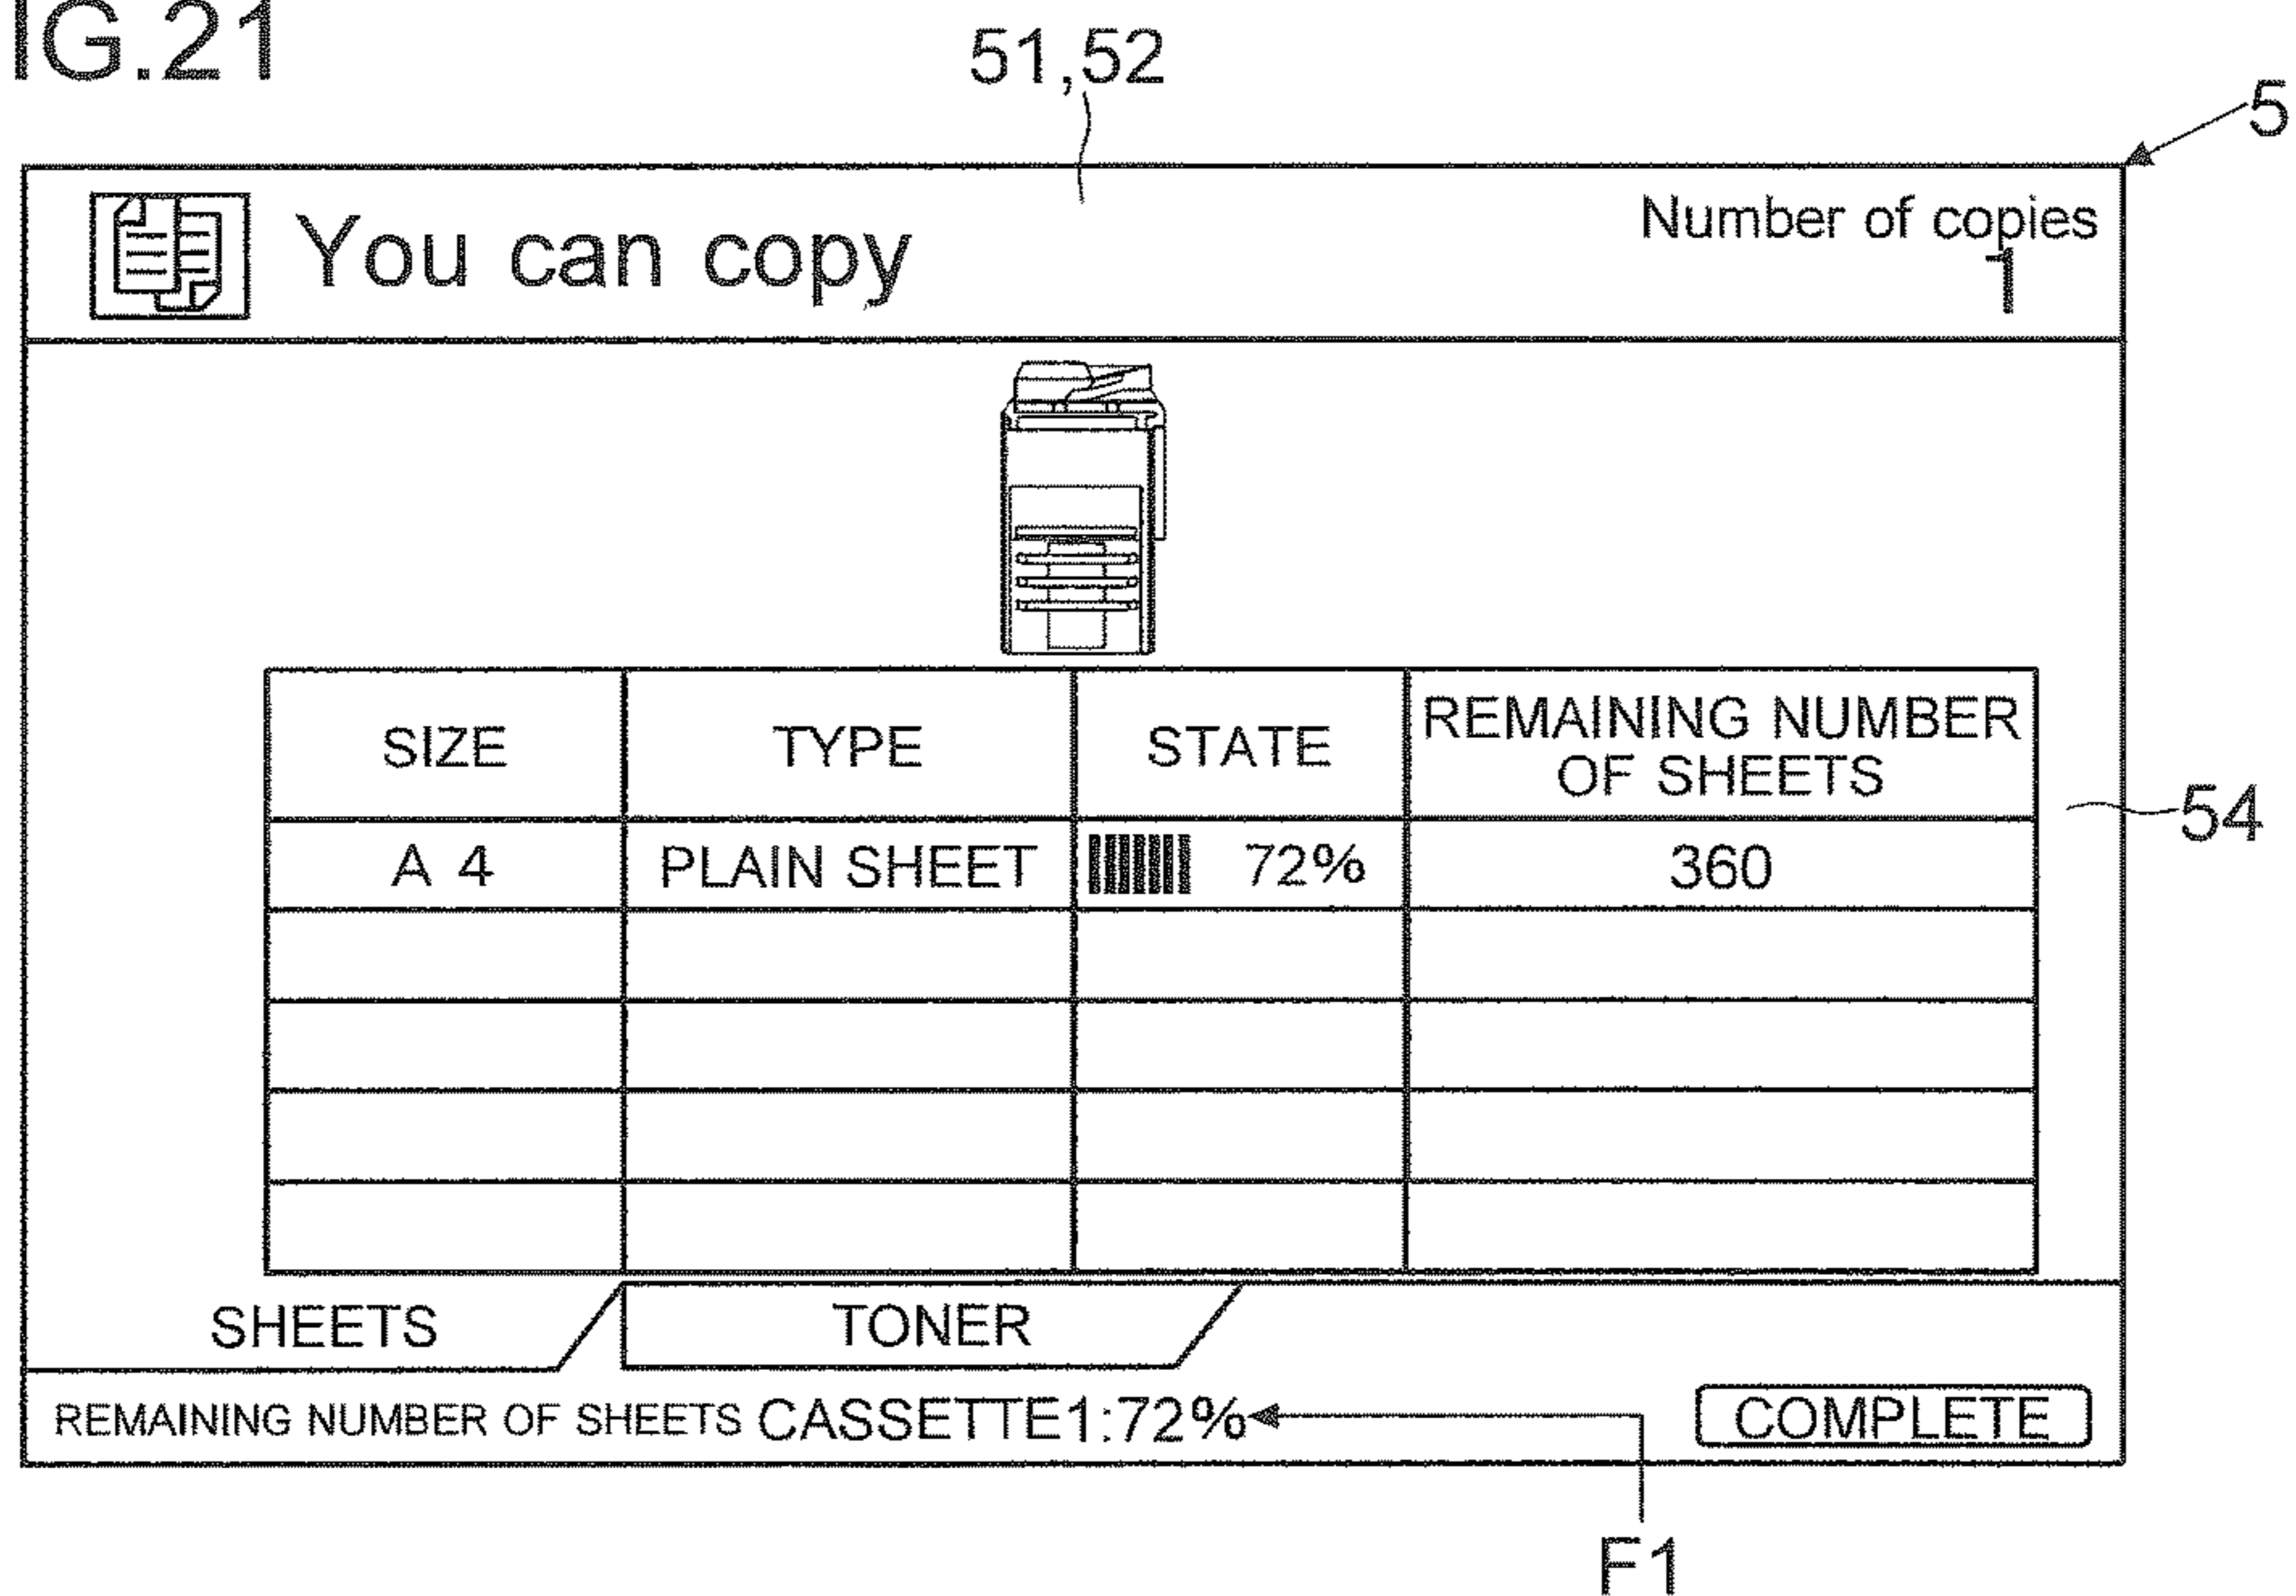 IG.21
51,52
5
You can copy
Number of copies
1
SIZE TYPE STATE REMAINING NUMBER OF SHEETS
A 4 PLAIN SHEET 72% 360
54
SHEETS TONER
REMAINING NUMBER OF SHEETS CASSETTE1:72% COMPLETE
F1